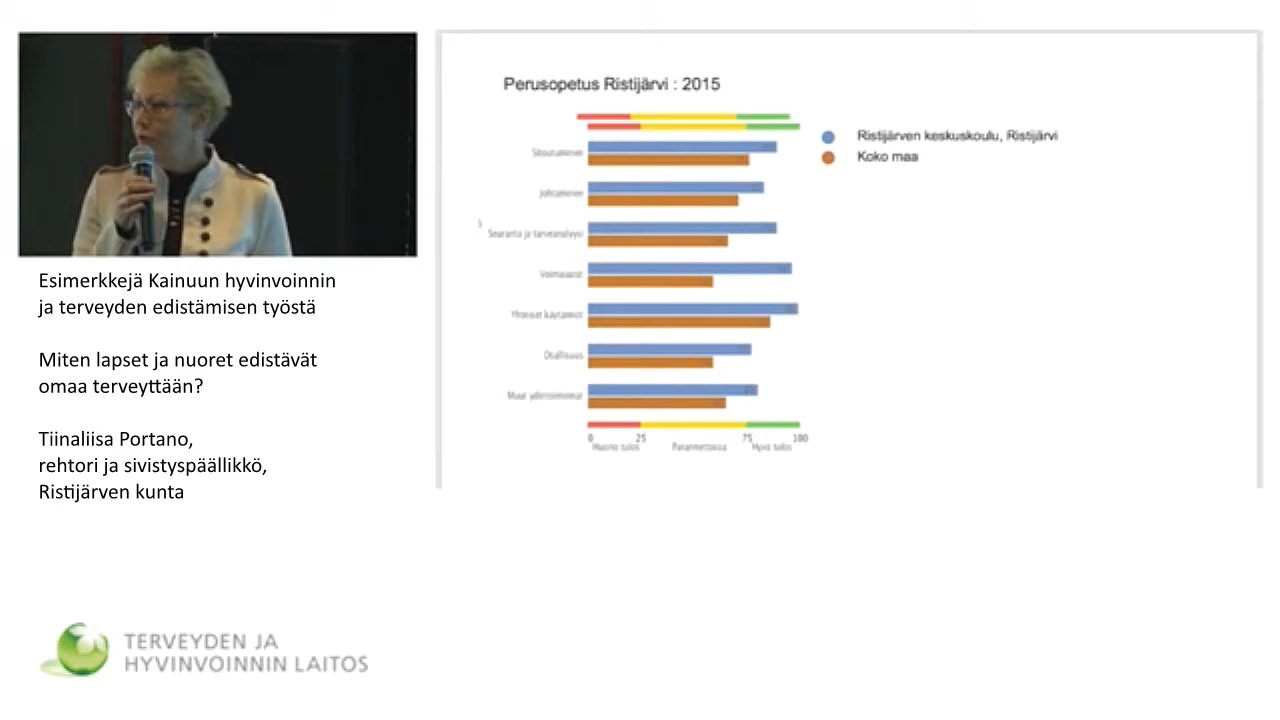 Esimerkkejä Kainuun hyvinvoinnin
ja terveyden edistämisen työstä
Miten lapset ja nuoret edistävät
omaa terveyttään?
Tiinaliisa Portano,
rehtori ja sivistyspäällikkö,
Ristijärven kunta
TERVEYDEN JA
HYVINVOINNIN LAITOS
Perusopetus Ristijärvi : 2015
Ristijärven keskuskoulu, Ristijärvi
Koko maa
Sitoutuminen
Johtaminen
Seuranta ja tarveanalyysi
Voimavarat
Yhteiset käytännöt
Osallisuus
Muut ydintoiminnat
0 25 75 100
Huono tulos Parannettavaa Hyvä tulos